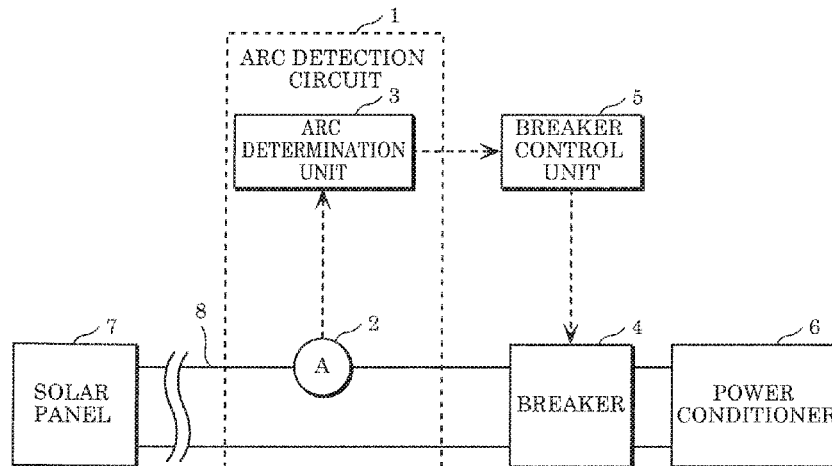 1
ARC DETECTION
CIRCUIT
3
ARC
DETERMINATION
UNIT
5
BREAKER
CONTROL
UNIT
7
8
2
4
6
SOLAR
PANEL
A
BREAKER
POWER
CONDITIONER